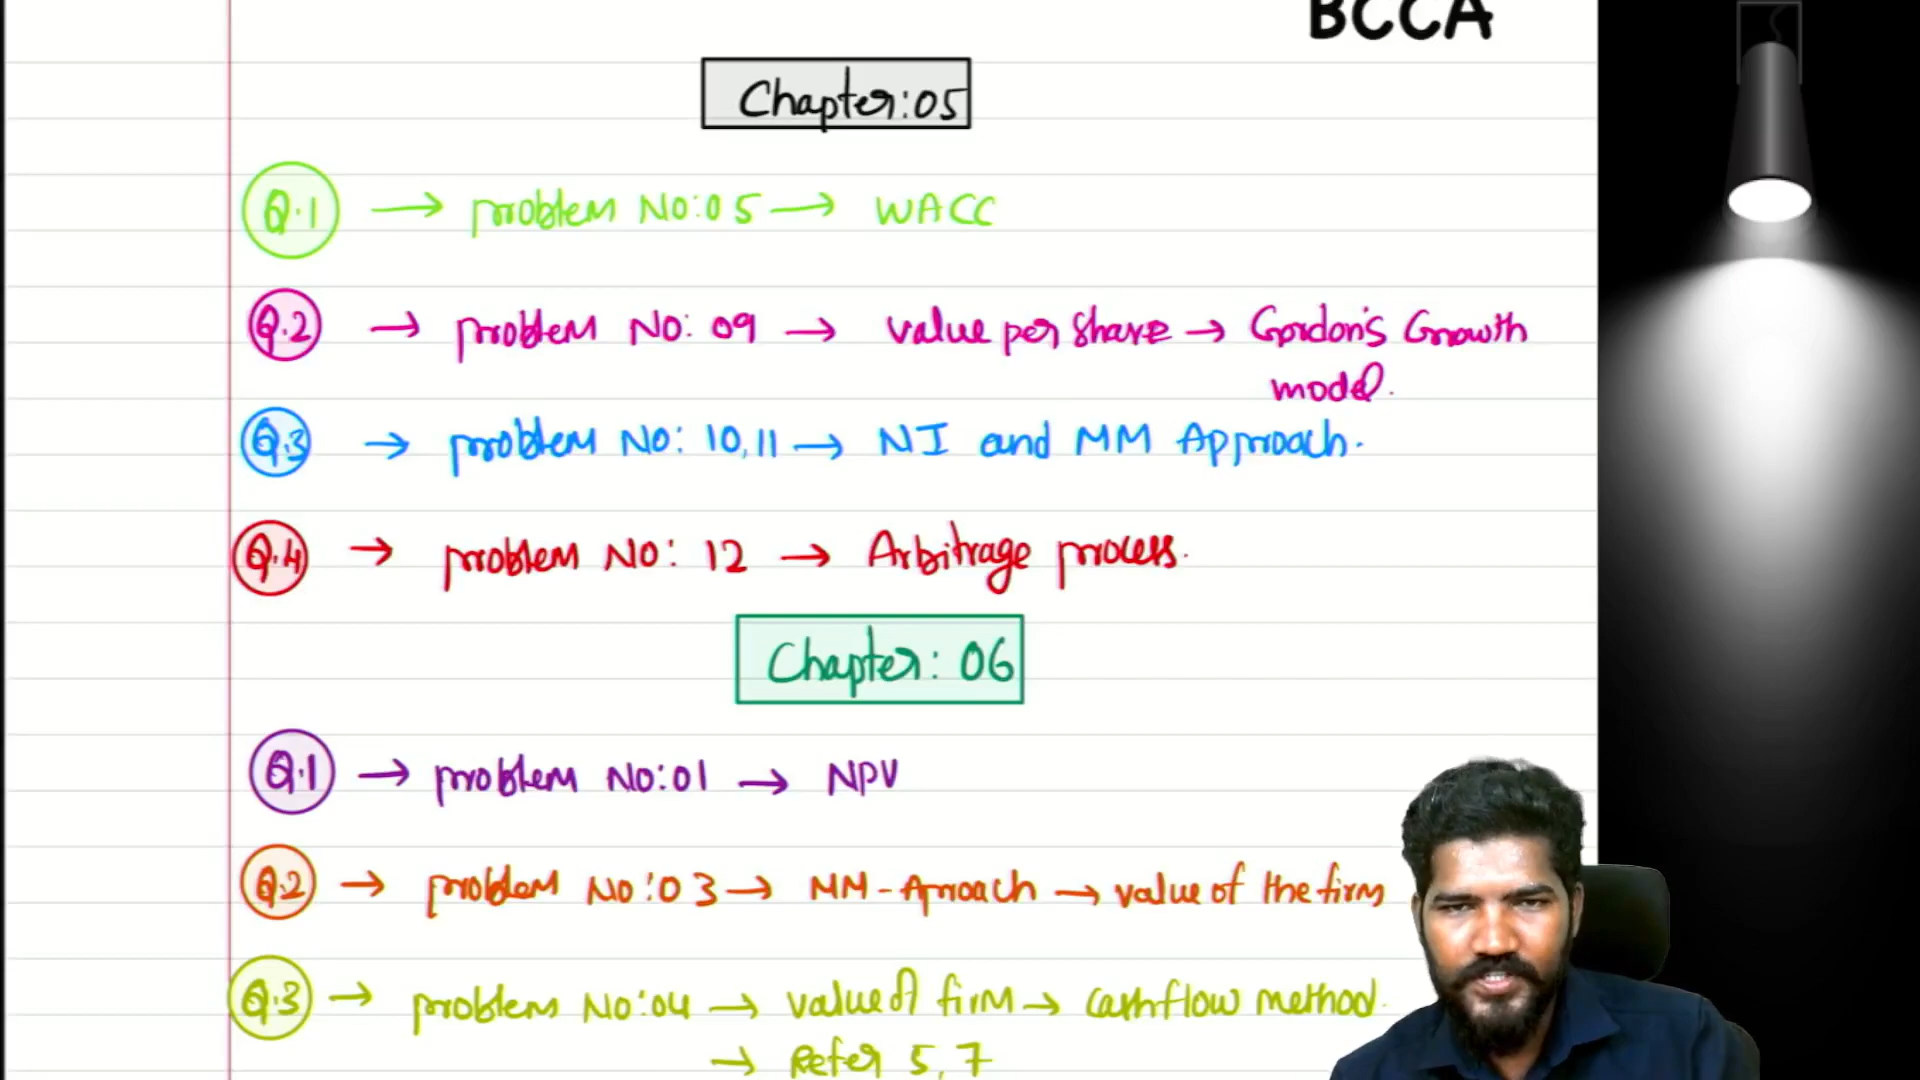 BCCA
Chapter:05
Q.1 → problem No:05 → WACC
Q.2 → problem No: 09 → value per share → Gordon's Growth
model.
Q.3 → problem No: 10,11 → NI and MM Approach.
Q.4 → problem No: 12 → Arbitrage process.
Chapter: 06
Q.1 → problem No:01 → NPV
Q.2 → problem No:03 → MM-Aproach → value of the firm
Q.3 → problem No:04 → value of firm → cashflow method.
→ Refer 5,7